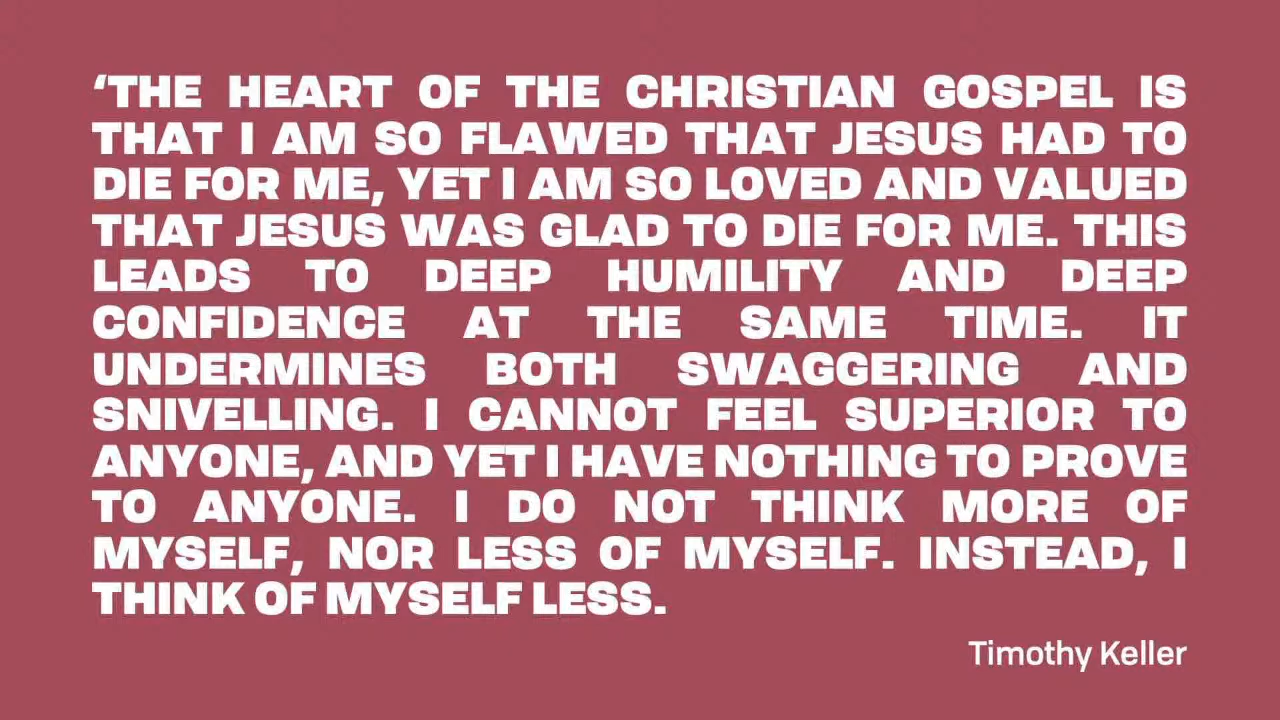 ‘THE HEART OF THE CHRISTIAN GOSPEL IS
THAT I AM SO FLAWED THAT JESUS HAD TO
DIE FOR ME, YET I AM SO LOVED AND VALUED
THAT JESUS WAS GLAD TO DIE FOR ME. THIS
LEADS TO DEEP HUMILITY AND DEEP
CONFIDENCE AT THE SAME TIME. IT
UNDERMINES BOTH SWAGGERING AND
SNIVELLING. I CANNOT FEEL SUPERIOR TO
ANYONE, AND YET I HAVE NOTHING TO PROVE
TO ANYONE. I DO NOT THINK MORE OF
MYSELF, NOR LESS OF MYSELF. INSTEAD, I
THINK OF MYSELF LESS.
Timothy Keller